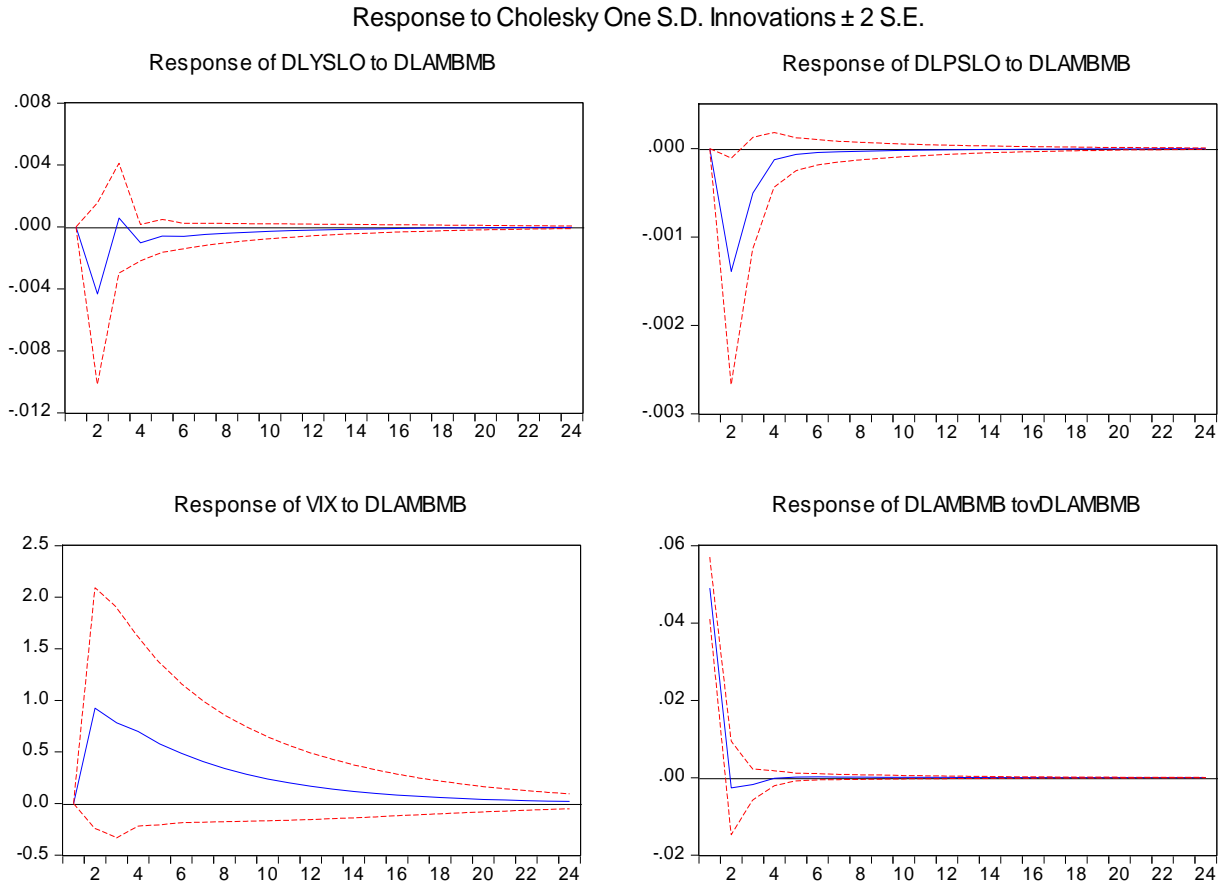 Response to Cholesky One S.D. Innovations ± 2 S.E.
Response of DLYSLO to DLAMBMB
.008
.004
.000
-.004
-.008
-.012
2 4 6 8 10 12 14 16 18 20 22 24
Response of DLPSLO to DLAMBMB
.000
-.001
-.002
-.003
2 4 6 8 10 12 14 16 18 20 22 24
Response of VIX to DLAMBMB
2.5
2.0
1.5
1.0
0.5
0.0
-0.5
2 4 6 8 10 12 14 16 18 20 22 24
Response of DLAMBMB tovDLAMBMB
.06
.04
.02
.00
-.02
2 4 6 8 10 12 14 16 18 20 22 24